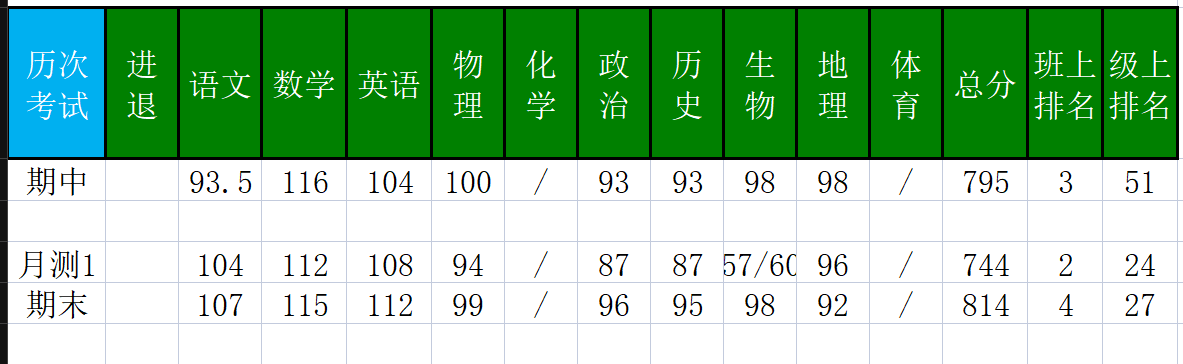 历次考试 进退 语文 数学 英语 物理 化学 政治 历史 生物 地理 体育 总分 班上排名 级上排名
期中 93.5 116 104 100 / 93 93 98 98 / 795 3 51
月测1 104 112 108 94 / 87 87 57/60 96 / 744 2 24
期末 107 115 112 99 / 96 95 98 92 / 814 4 27